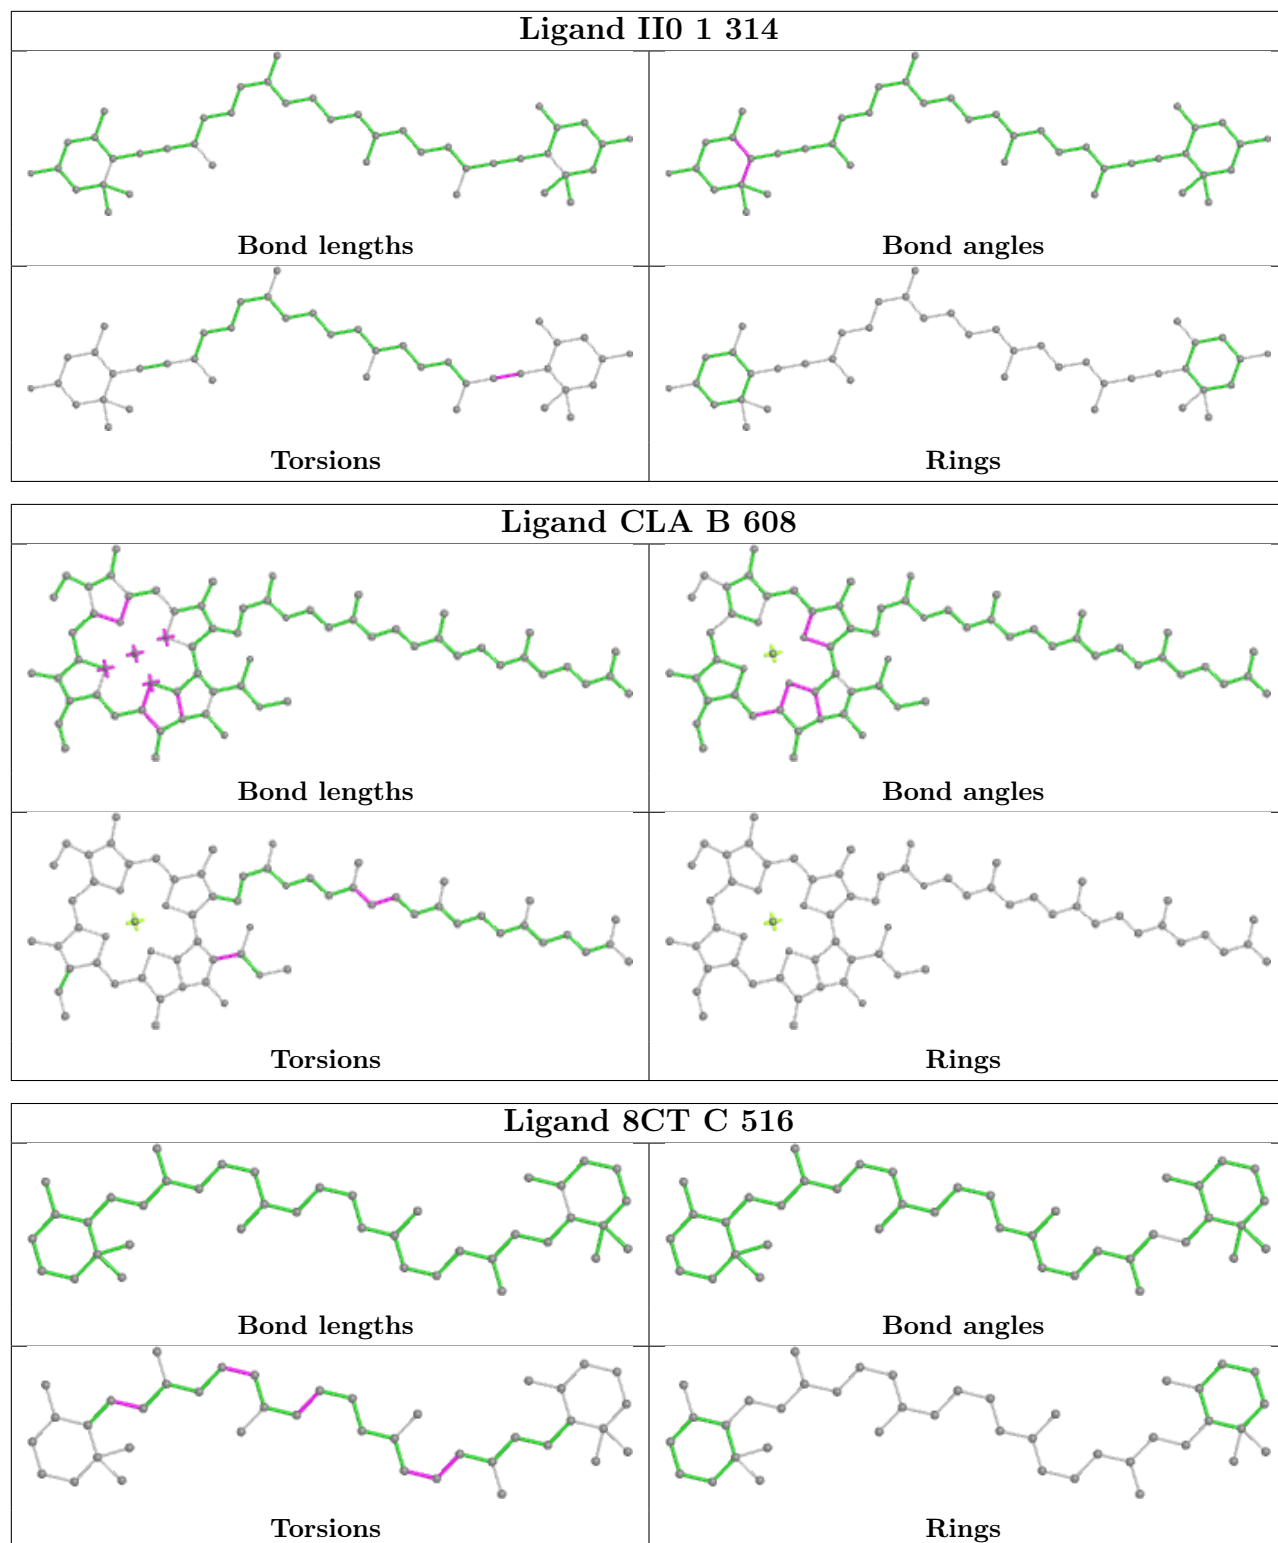 Ligand II0 1 314
Bond lengths
Bond angles
Torsions
Rings
Ligand CLA B 608
Bond lengths
Bond angles
Torsions
Rings
Ligand 8CT C 516
Bond lengths
Bond angles
Torsions
Rings